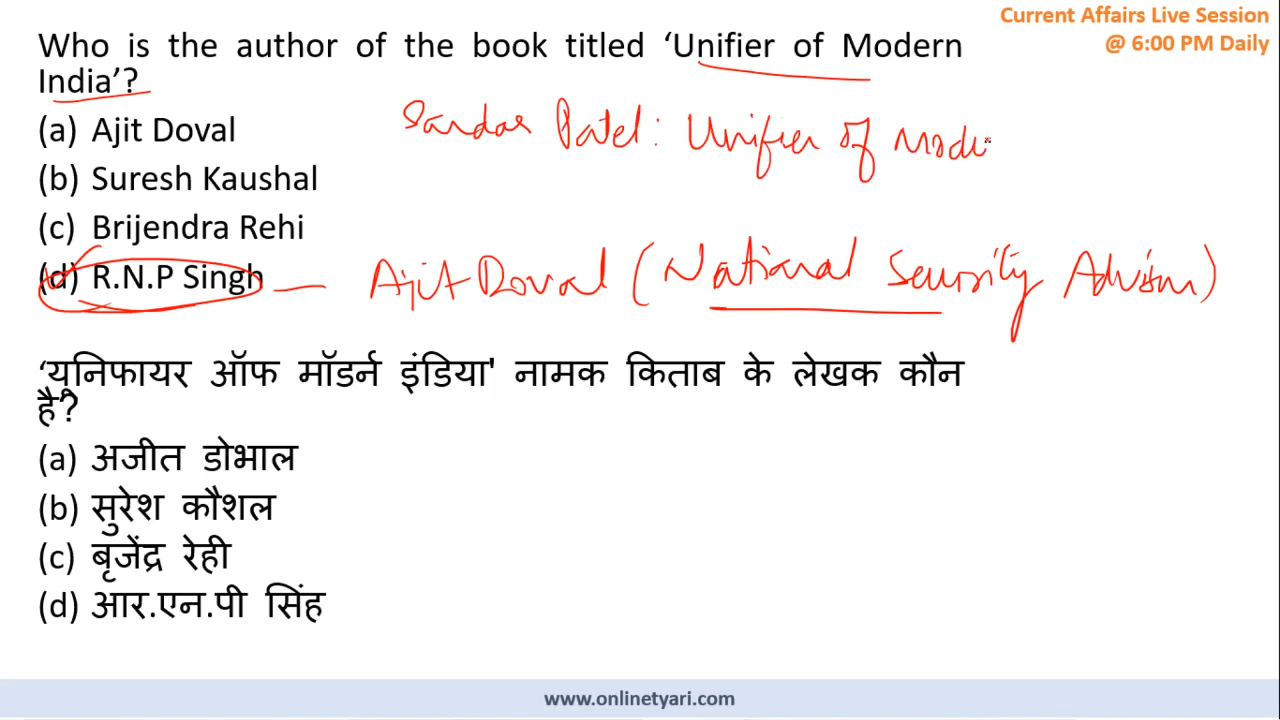 Current Affairs Live Session
@ 6:00 PM Daily
Who is the author of the book titled ‘Unifier of Modern
India’?
Sardar Patel: Unifier of Mode
(a) Ajit Doval
(b) Suresh Kaushal
(c) Brijendra Rehi
(d) R.N.P Singh — Ajit Doval (National Security Advisor)
‘यूनिफायर ऑफ मॉडर्न इंडिया' नामक किताब के लेखक कौन
है?
(a) अजीत डोभाल
(b) सुरेश कौशल
(c) बृजेंद्र रेही
(d) आर.एन.पी सिंह
www.onlinetyari.com